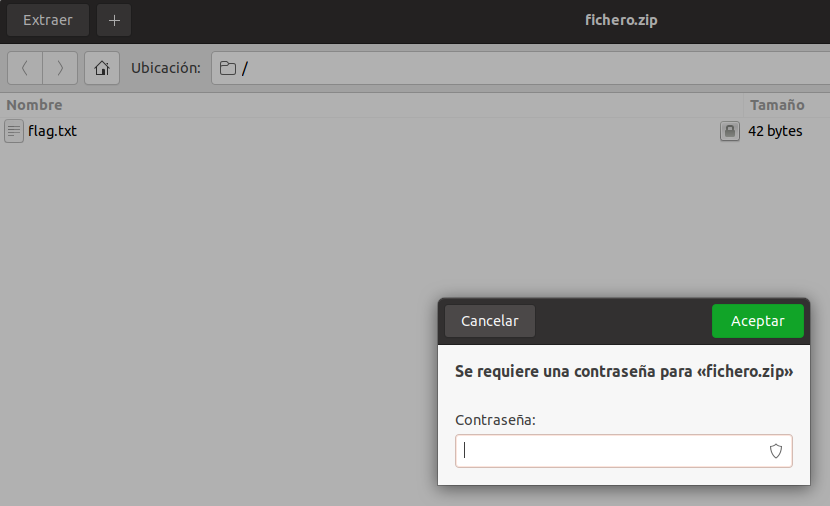 Extraer + fichero.zip
Ubicación: /
Nombre Tamaño
flag.txt 42 bytes
Cancelar Aceptar
Se requiere una contraseña para «fichero.zip»
Contraseña: